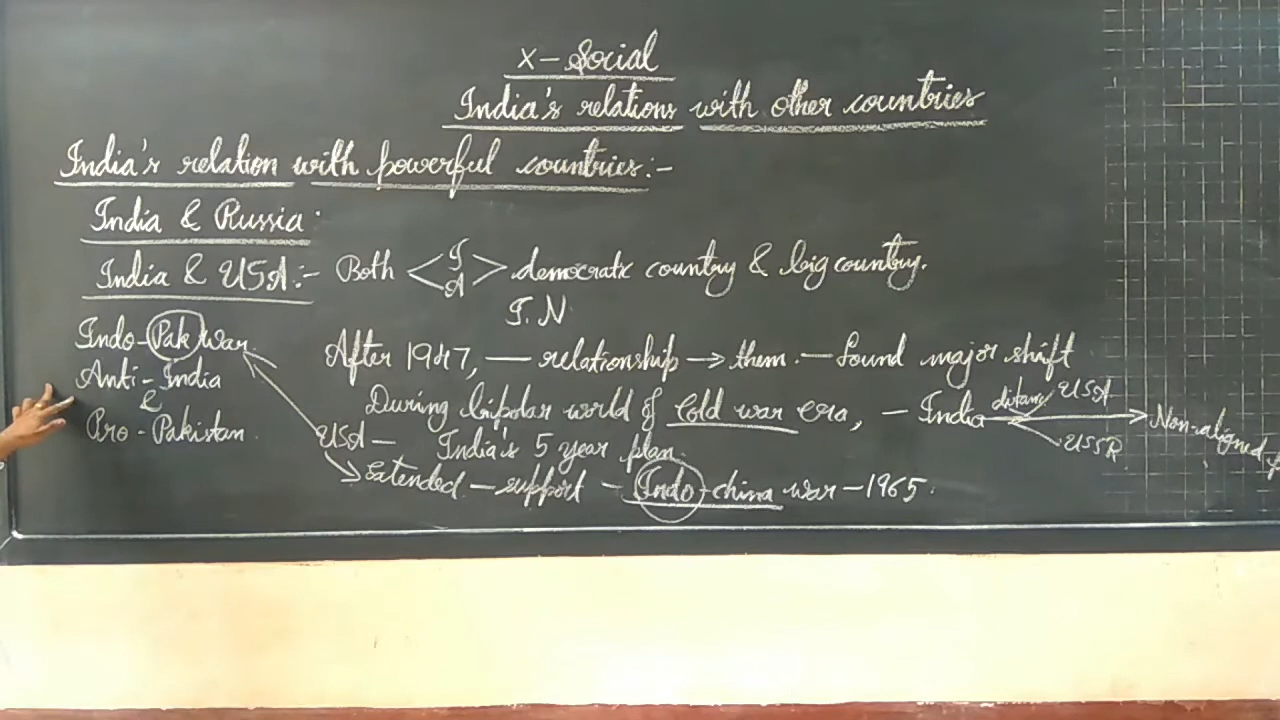 X - Social
India's relations with other countries
India's relation with powerful countries:-
India & Russia:
India & USA:- Both < I A > democratic country & big country.
I.N
Indo-Pak war
After 1947, — relationship → them. — found major shift
Anti - India
&
Pro - Pakistan
During bipolar world of cold war era, — India distance USA USSR → Non-aligned
USA — India's 5 year plan.
Extended — support — Indo-china war — 1965.